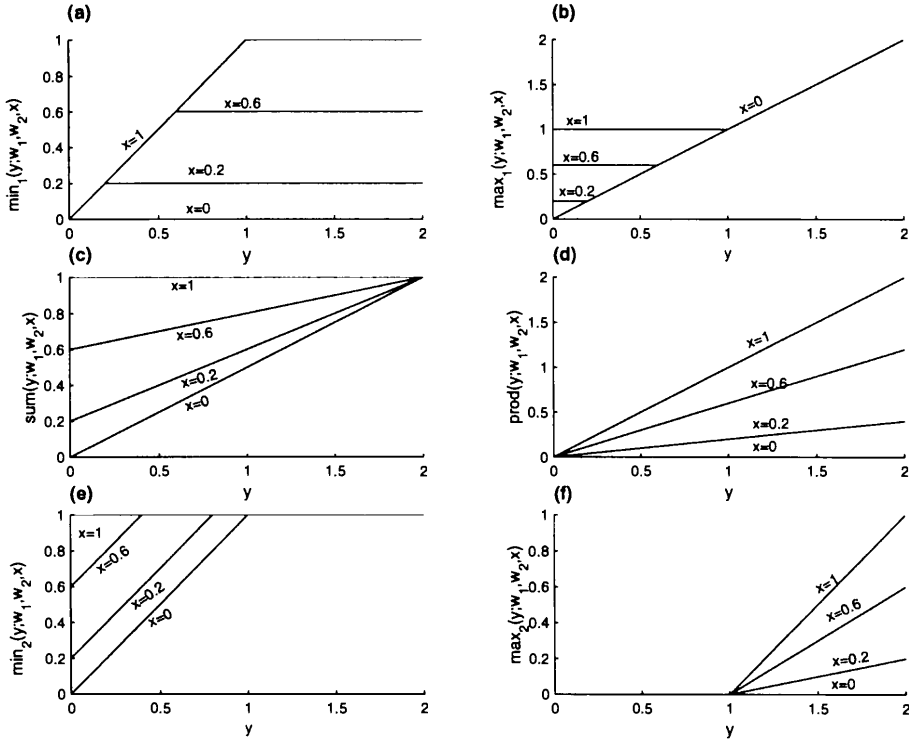 (a)
min₁(y;w₁,w₂,x)
1
0.8
0.6
0.4
0.2
0
x=1
x=0.6
x=0.2
x=0
0
0.5
1
1.5
2
y
(b)
max₁(y;w₁,w₂,x)
2
1.5
1
0.5
0
x=0
x=1
x=0.6
x=0.2
0
0.5
1
1.5
2
y
(c)
sum(y;w₁,w₂,x)
1
0.8
0.6
0.4
0.2
0
x=1
x=0.6
x=0.2
x=0
0
0.5
1
1.5
2
y
(d)
prod(y;w₁,w₂,x)
2
1.5
1
0.5
0
x=1
x=0.6
x=0.2
x=0
0
0.5
1
1.5
2
y
(e)
min₂(y;w₁,w₂,x)
1
0.8
0.6
0.4
0.2
0
x=1
x=0.6
x=0.2
x=0
0
0.5
1
1.5
2
y
(f)
max₂(y;w₁,w₂,x)
1
0.8
0.6
0.4
0.2
0
x=1
x=0.6
x=0.2
x=0
0
0.5
1
1.5
2
y